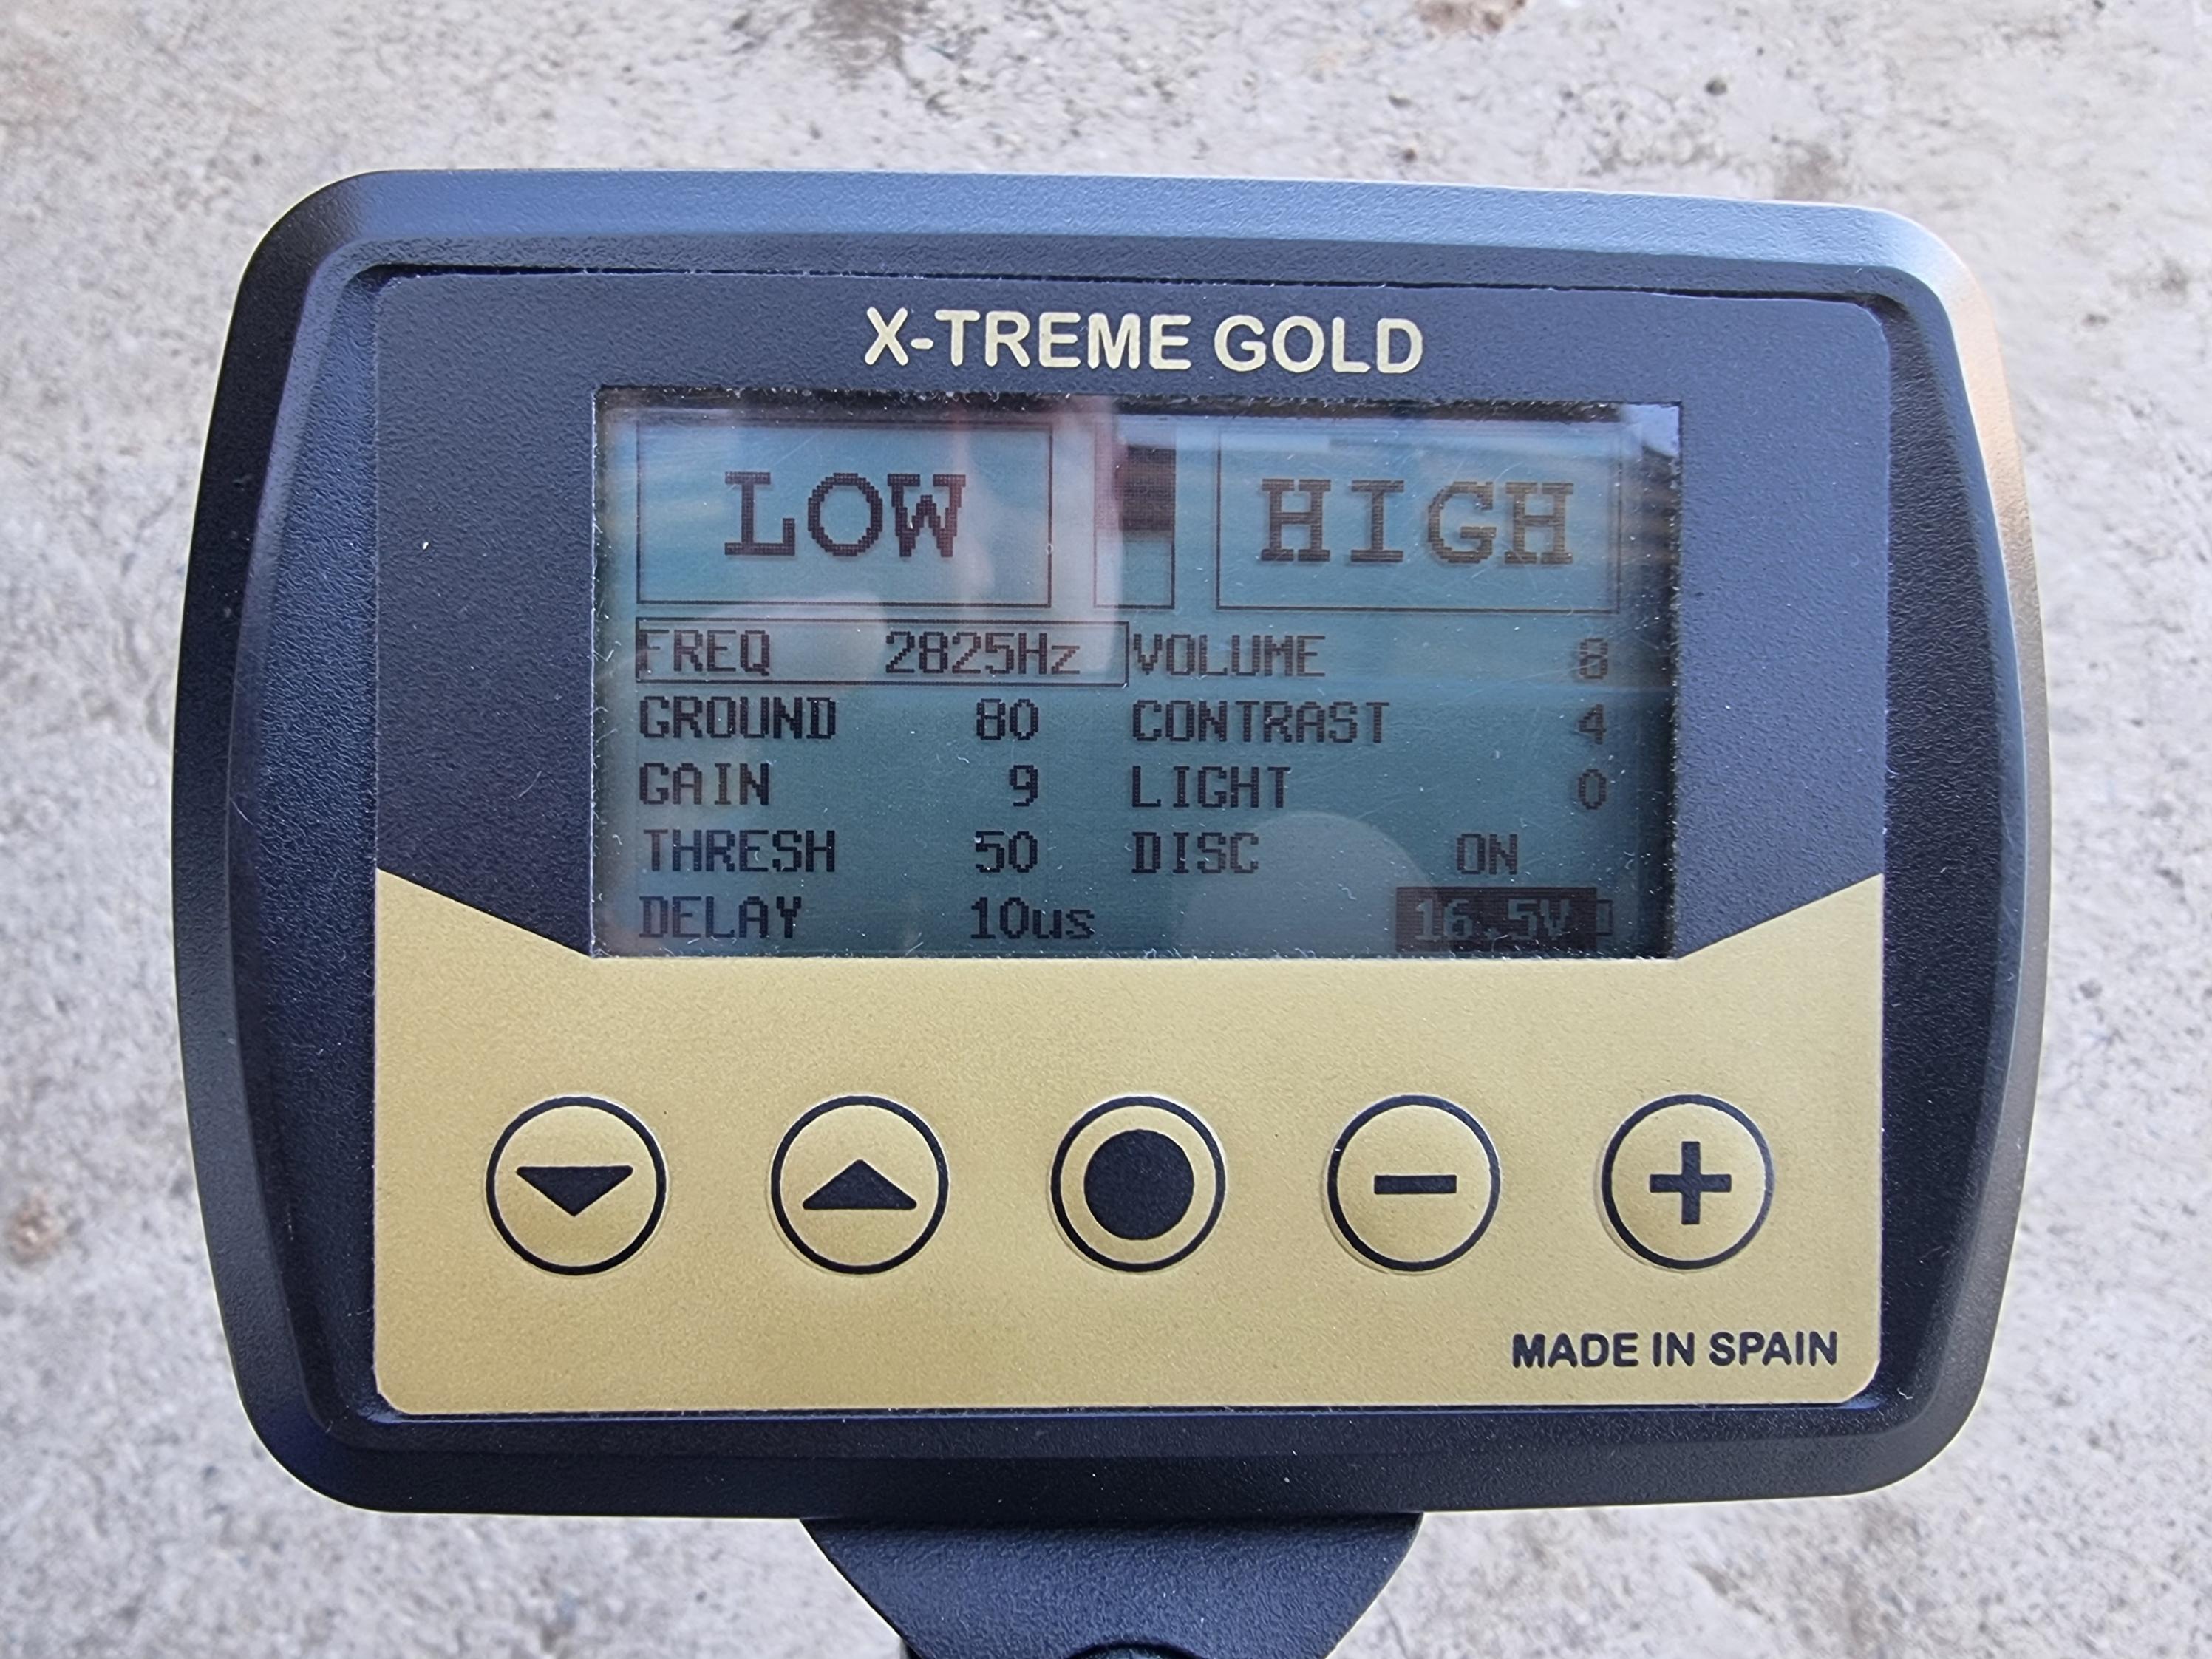 X-TREME GOLD
LOW HIGH
FREQ 2825Hz VOLUME 8
GROUND 80 CONTRAST 4
GAIN 9 LIGHT 0
THRESH 50 DISC ON
DELAY 10us 16.5V
MADE IN SPAIN